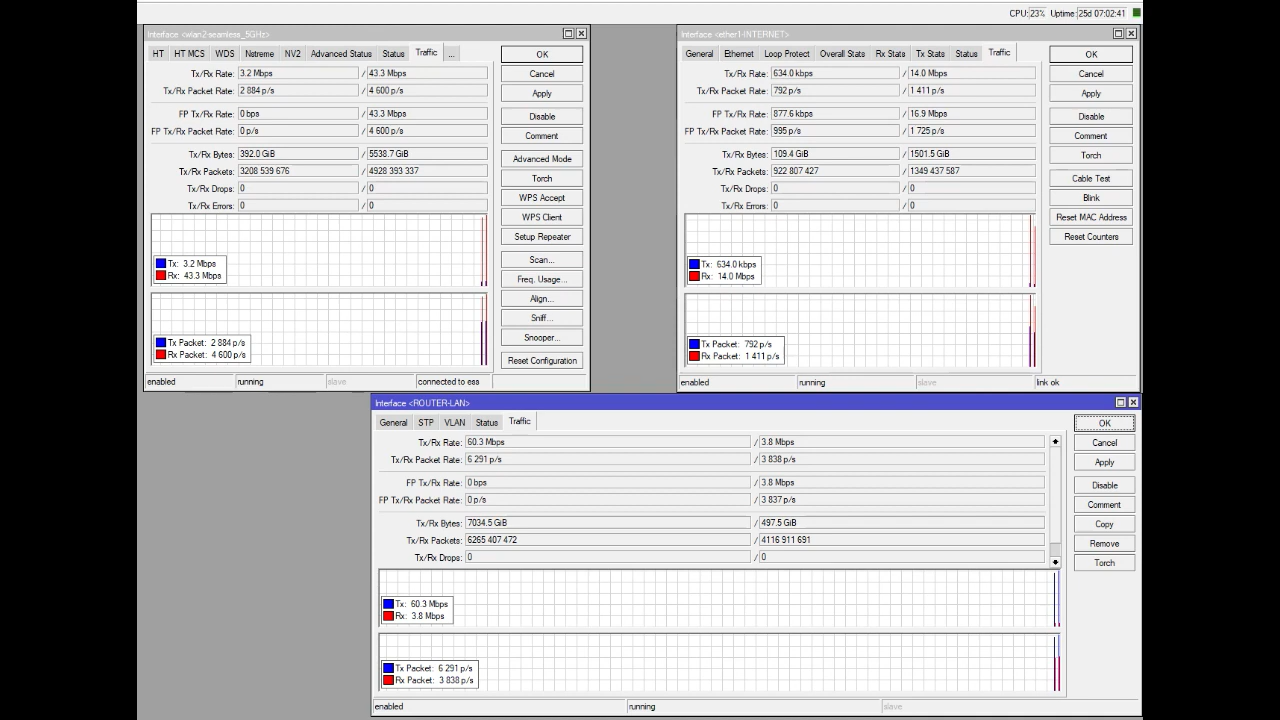 CPU: 23% Uptime: 25d 07:02:41
Interface <wlan2-seamless_5GHz>
HT HT MCS WDS Nstreme NV2 Advanced Status Status Traffic ...
Tx/Rx Rate: 3.2 Mbps / 43.3 Mbps
Tx/Rx Packet Rate: 2 884 p/s / 4 600 p/s
FP Tx/Rx Rate: 0 bps / 43.3 Mbps
FP Tx/Rx Packet Rate: 0 p/s / 4 600 p/s
Tx/Rx Bytes: 392.0 GiB / 5538.7 GiB
Tx/Rx Packets: 3208 539 676 / 4928 393 337
Tx/Rx Drops: 0 / 0
Tx/Rx Errors: 0 / 0
Tx: 3.2 Mbps
Rx: 43.3 Mbps
Tx Packet: 2 884 p/s
Rx Packet: 4 600 p/s
enabled running slave connected to ess
OK
Cancel
Apply
Disable
Comment
Advanced Mode
Torch
WPS Accept
WPS Client
Setup Repeater
Scan...
Freq. Usage...
Align...
Sniff...
Snooper...
Reset Configuration
Interface <ether1-INTERNET>
General Ethernet Loop Protect Overall Stats Rx Stats Tx Stats Status Traffic
Tx/Rx Rate: 634.0 kbps / 14.0 Mbps
Tx/Rx Packet Rate: 792 p/s / 1 411 p/s
FP Tx/Rx Rate: 877.6 kbps / 16.9 Mbps
FP Tx/Rx Packet Rate: 995 p/s / 1 725 p/s
Tx/Rx Bytes: 109.4 GiB / 1501.5 GiB
Tx/Rx Packets: 922 807 427 / 1349 437 587
Tx/Rx Drops: 0 / 0
Tx/Rx Errors: 0 / 0
Tx: 634.0 kbps
Rx: 14.0 Mbps
Tx Packet: 792 p/s
Rx Packet: 1 411 p/s
enabled running slave link ok
OK
Cancel
Apply
Disable
Comment
Torch
Cable Test
Blink
Reset MAC Address
Reset Counters
Interface <ROUTER-LAN>
General STP VLAN Status Traffic
Tx/Rx Rate: 60.3 Mbps / 3.8 Mbps
Tx/Rx Packet Rate: 6 291 p/s / 3 838 p/s
FP Tx/Rx Rate: 0 bps / 3.8 Mbps
FP Tx/Rx Packet Rate: 0 p/s / 3 837 p/s
Tx/Rx Bytes: 7034.5 GiB / 497.5 GiB
Tx/Rx Packets: 6265 407 472 / 4116 911 691
Tx/Rx Drops: 0 / 0
Tx: 60.3 Mbps
Rx: 3.8 Mbps
Tx Packet: 6 291 p/s
Rx Packet: 3 838 p/s
enabled running slave
OK
Cancel
Apply
Disable
Comment
Copy
Remove
Torch